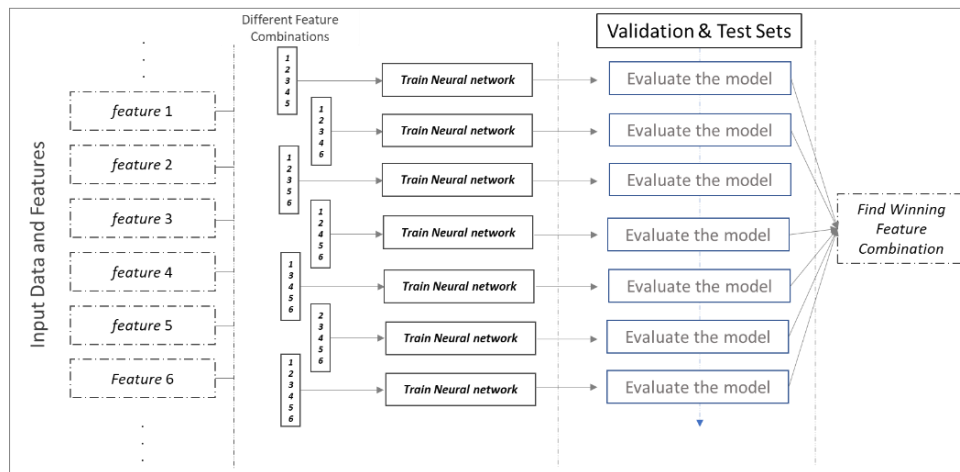 Input Data and Features
feature 1
feature 2
feature 3
feature 4
feature 5
Feature 6
Different Feature
Combinations
1
2
3
4
5
1
2
3
4
6
1
2
3
5
6
1
2
4
5
6
1
3
4
5
6
2
3
4
5
6
1
2
3
4
5
6
Train Neural network
Train Neural network
Train Neural network
Train Neural network
Train Neural network
Train Neural network
Train Neural network
Validation & Test Sets
Evaluate the model
Evaluate the model
Evaluate the model
Evaluate the model
Evaluate the model
Evaluate the model
Evaluate the model
Find Winning
Feature
Combination